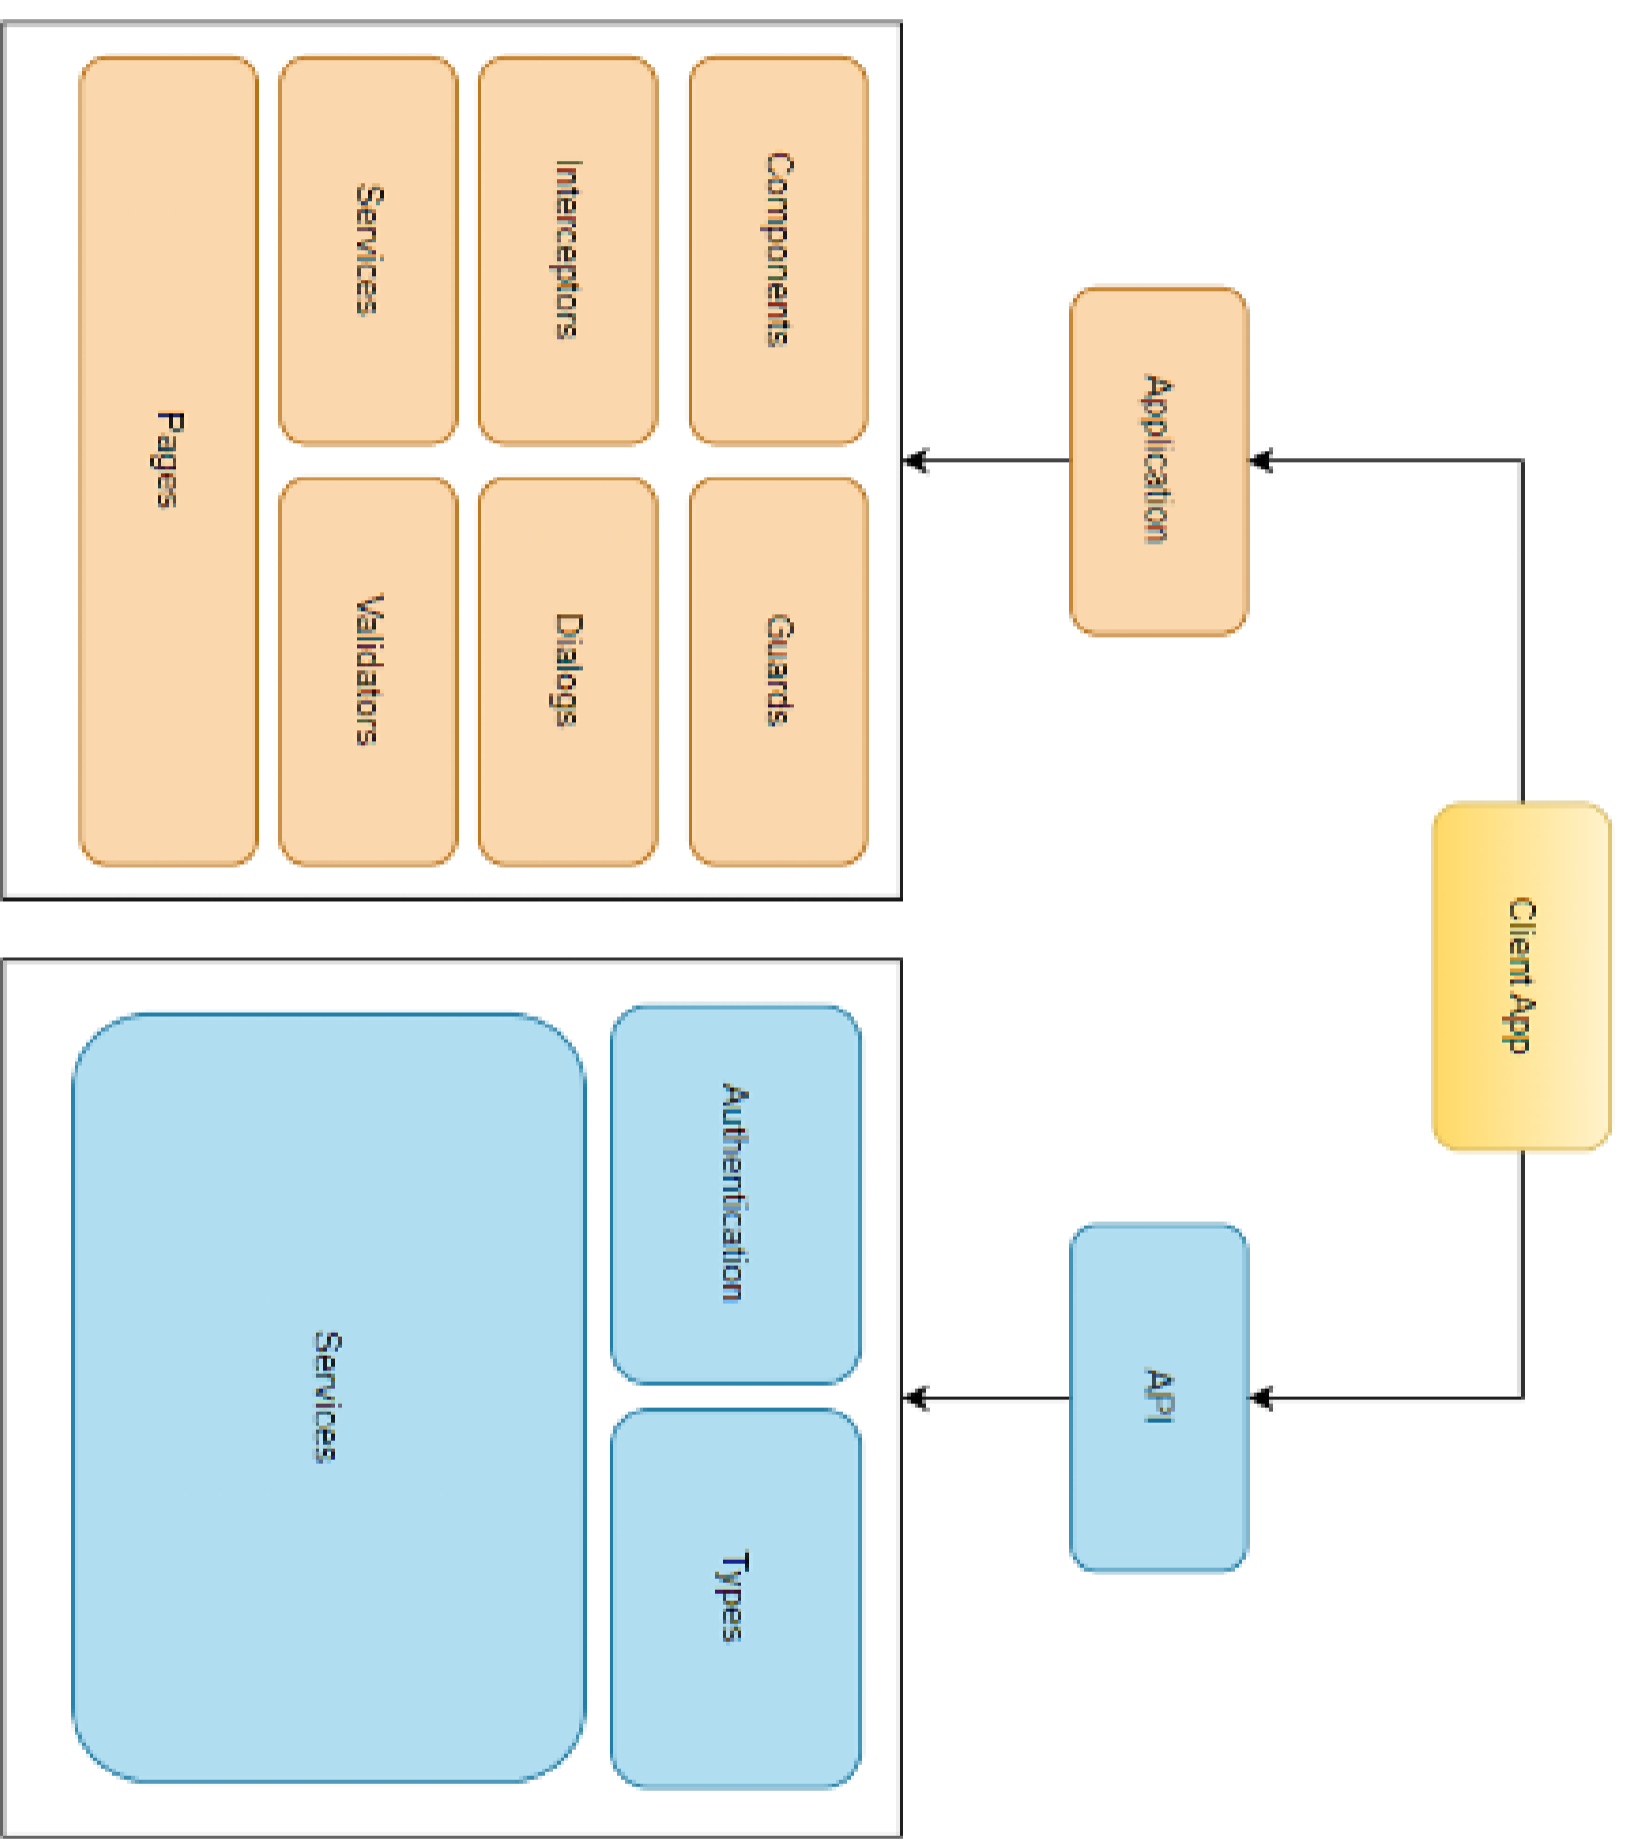 Client App
Application
API
Components
Guards
Interceptors
Dialogs
Services
Validators
Pages
Authentication
Types
Services